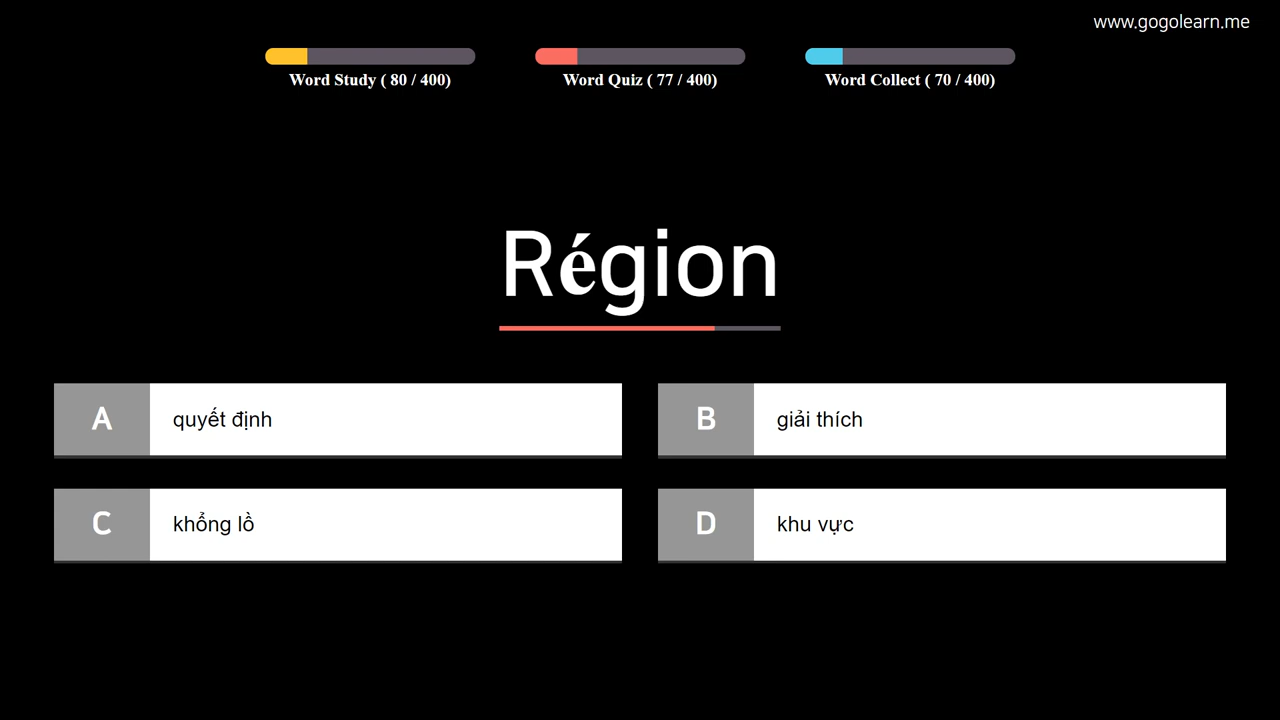 www.gogolearn.me
Word Study ( 80 / 400)
Word Quiz ( 77 / 400)
Word Collect ( 70 / 400)
Région
A quyết định
B giải thích
C khổng lồ
D khu vực